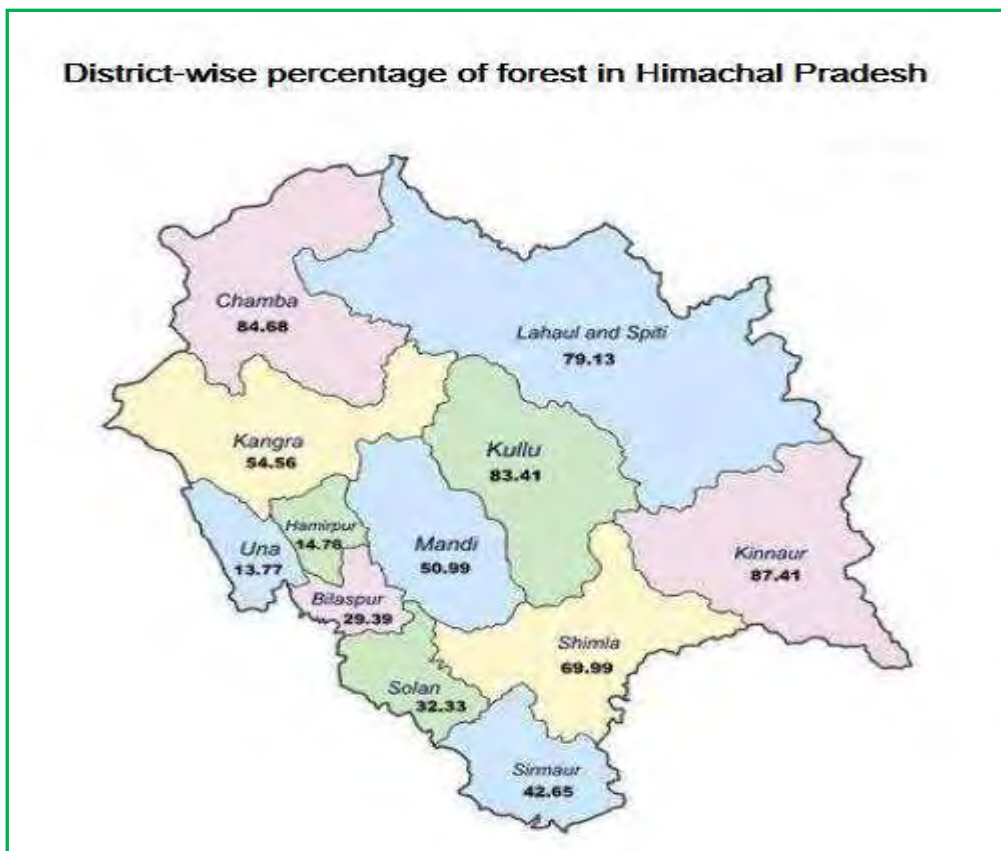 District-wise percentage of forest in Himachal Pradesh
Chamba
84.68
Lahaul and Spiti
79.13
Kangra
54.56
Kullu
83.41
Hamirpur
14.76
Una
13.77
Mandi
50.99
Kinnaur
87.41
Bilaspur
29.39
Shimla
69.99
Solan
32.33
Sirmaur
42.65